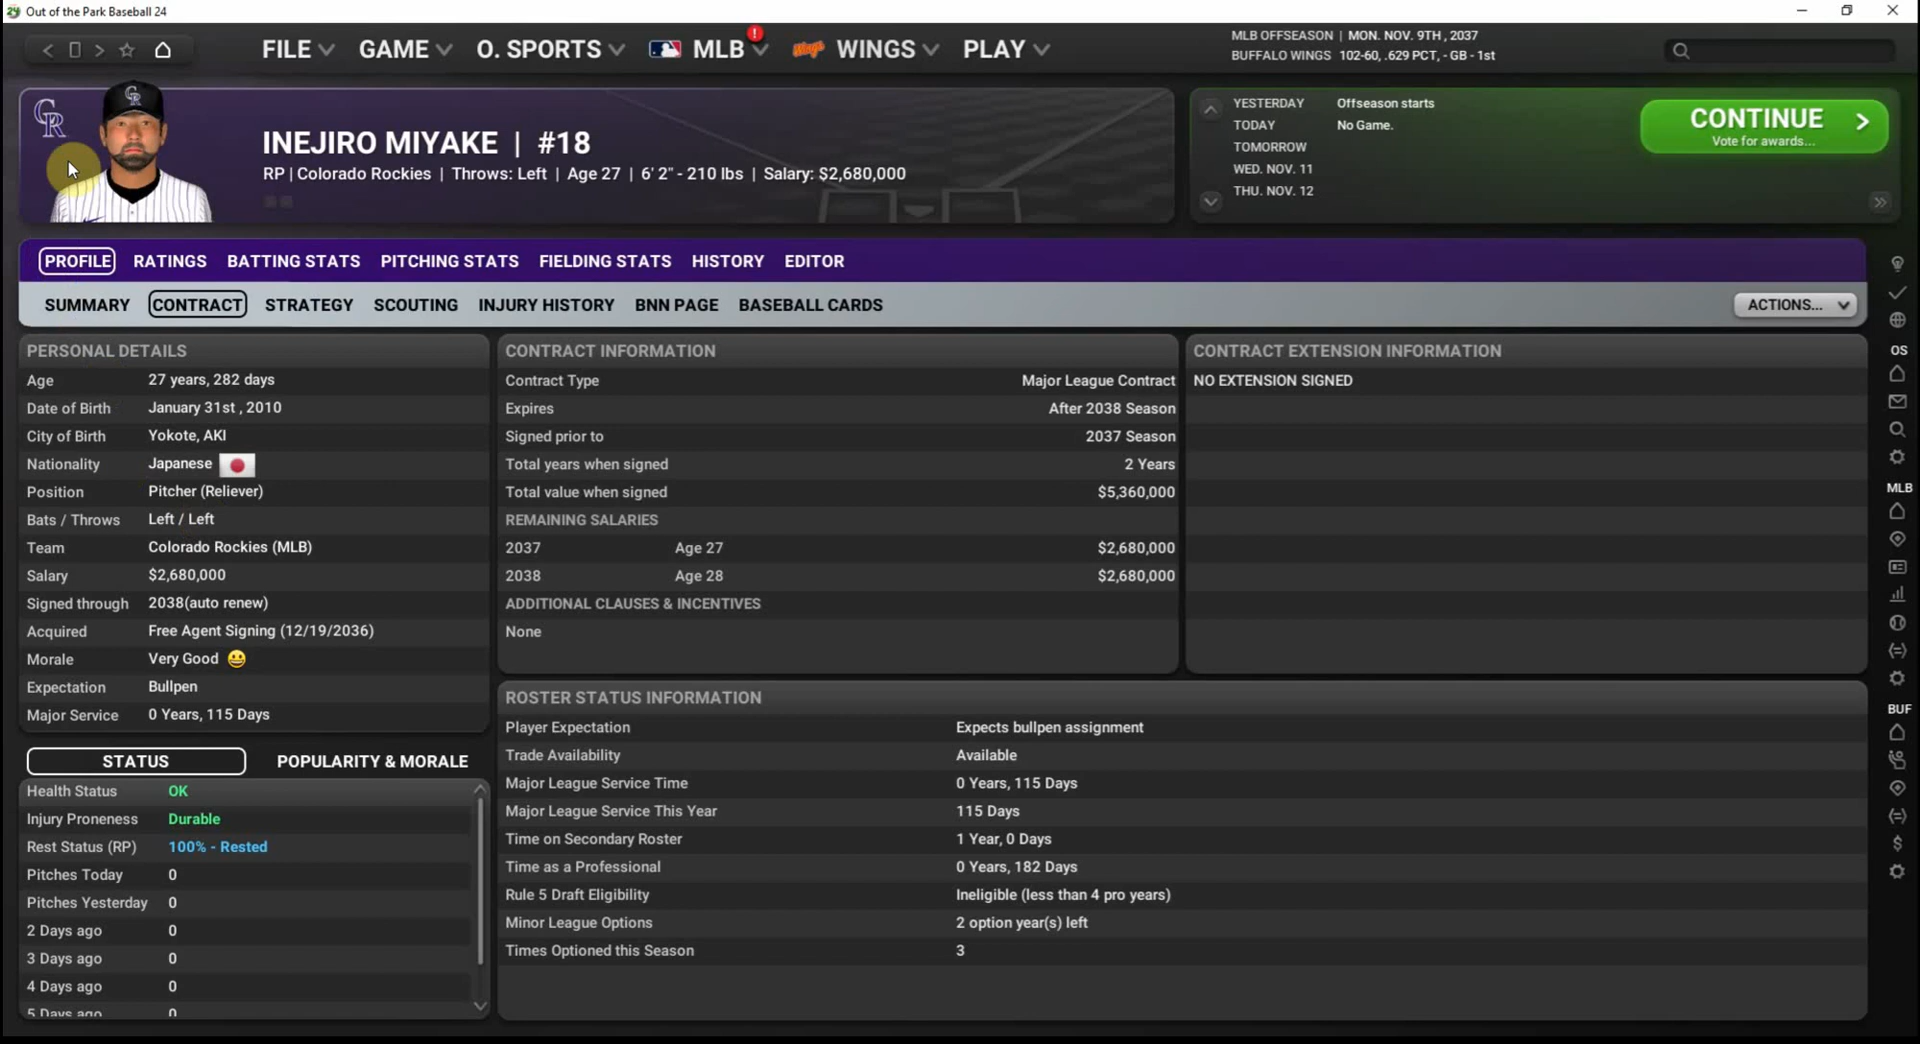 Out of the Park Baseball 24
FILE GAME O. SPORTS MLB ! WINGS PLAY
MLB OFFSEASON | MON. NOV. 9TH , 2037
BUFFALO WINGS 102-60, .629 PCT, - GB - 1st
INEJIRO MIYAKE | #18
RP | Colorado Rockies | Throws: Left | Age 27 | 6' 2" - 210 lbs | Salary: $2,680,000
YESTERDAY Offseason starts
TODAY No Game.
TOMORROW
WED. NOV. 11
THU. NOV. 12
CONTINUE
Vote for awards...
PROFILE RATINGS BATTING STATS PITCHING STATS FIELDING STATS HISTORY EDITOR
SUMMARY CONTRACT STRATEGY SCOUTING INJURY HISTORY BNN PAGE BASEBALL CARDS ACTIONS...
PERSONAL DETAILS
Age 27 years, 282 days
Date of Birth January 31st , 2010
City of Birth Yokote, AKI
Nationality Japanese
Position Pitcher (Reliever)
Bats / Throws Left / Left
Team Colorado Rockies (MLB)
Salary $2,680,000
Signed through 2038(auto renew)
Acquired Free Agent Signing (12/19/2036)
Morale Very Good
Expectation Bullpen
Major Service 0 Years, 115 Days
STATUS POPULARITY & MORALE
Health Status OK
Injury Proneness Durable
Rest Status (RP) 100% - Rested
Pitches Today 0
Pitches Yesterday 0
2 Days ago 0
3 Days ago 0
4 Days ago 0
5 Days ago 0
CONTRACT INFORMATION
Contract Type Major League Contract
Expires After 2038 Season
Signed prior to 2037 Season
Total years when signed 2 Years
Total value when signed $5,360,000
REMAINING SALARIES
2037 Age 27 $2,680,000
2038 Age 28 $2,680,000
ADDITIONAL CLAUSES & INCENTIVES
None
CONTRACT EXTENSION INFORMATION
NO EXTENSION SIGNED
ROSTER STATUS INFORMATION
Player Expectation Expects bullpen assignment
Trade Availability Available
Major League Service Time 0 Years, 115 Days
Major League Service This Year 115 Days
Time on Secondary Roster 1 Year, 0 Days
Time as a Professional 0 Years, 182 Days
Rule 5 Draft Eligibility Ineligible (less than 4 pro years)
Minor League Options 2 option year(s) left
Times Optioned this Season 3
OS
MLB
BUF